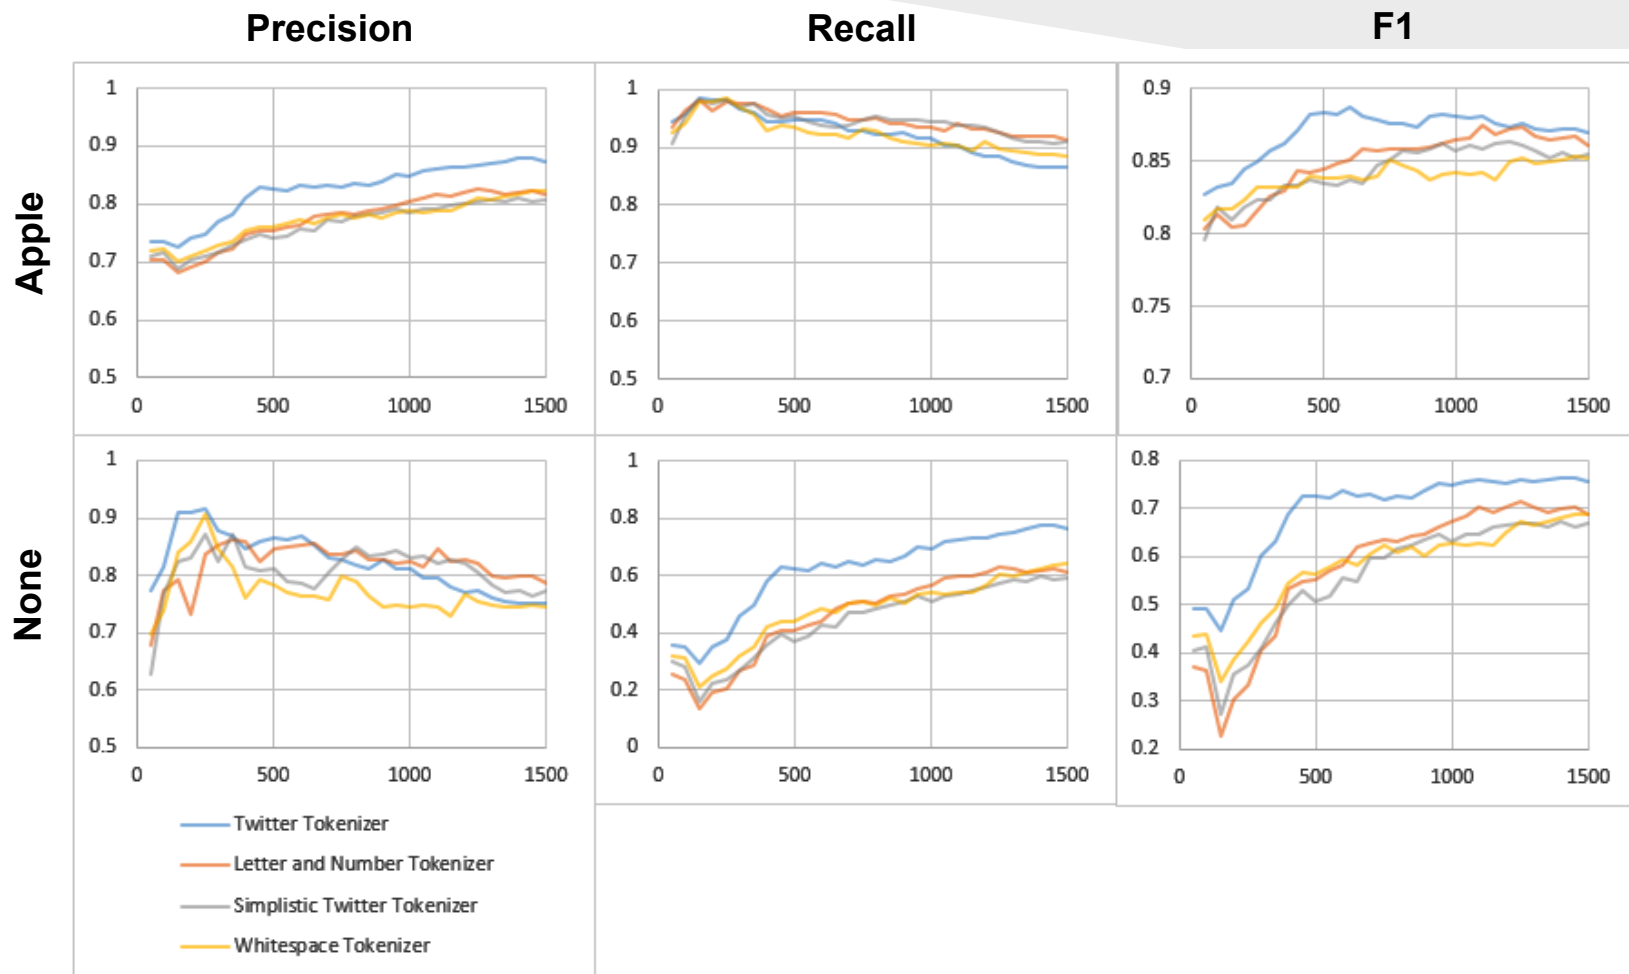 Precision Recall F1
Apple
1 0.9 0.8 0.7 0.6 0.5
0 500 1000 1500
1 0.9 0.8 0.7 0.6 0.5
0 500 1000 1500
0.9 0.85 0.8 0.75 0.7
0 500 1000 1500
None
1 0.9 0.8 0.7 0.6 0.5
0 500 1000 1500
1 0.8 0.6 0.4 0.2 0
0 500 1000 1500
0.8 0.7 0.6 0.5 0.4 0.3 0.2
0 500 1000 1500
Twitter Tokenizer
Letter and Number Tokenizer
Simplistic Twitter Tokenizer
Whitespace Tokenizer